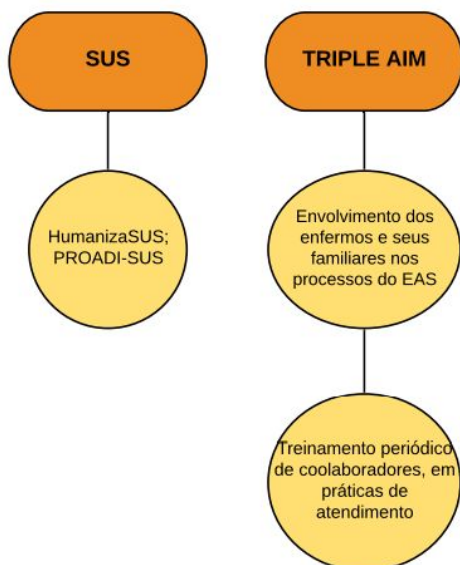 SUS
HumanizaSUS;
PROADI-SUS
TRIPLE AIM
Envolvimento dos
enfermos e seus
familiares nos
processos do EAS
Treinamento periódico
de coolaboradores, em
práticas de
atendimento